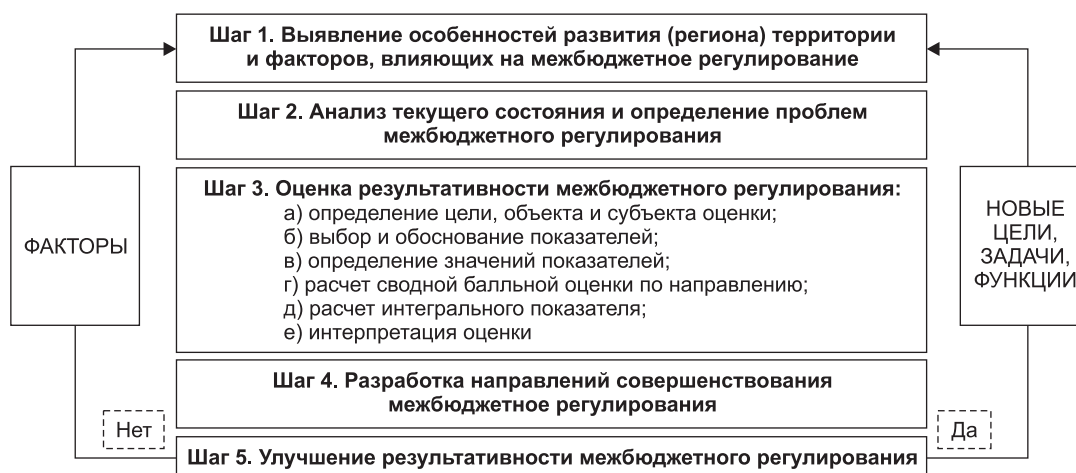 Шаг 1. Выявление особенностей развития (региона) территории
и факторов, влияющих на межбюджетное регулирование
Шаг 2. Анализ текущего состояния и определение проблем
межбюджетного регулирования
ФАКТОРЫ
Шаг 3. Оценка результативности межбюджетного регулирования:
а) определение цели, объекта и субъекта оценки;
б) выбор и обоснование показателей;
в) определение значений показателей;
г) расчет сводной балльной оценки по направлению;
д) расчет интегрального показателя;
е) интерпретация оценки
НОВЫЕ
ЦЕЛИ,
ЗАДАЧИ,
ФУНКЦИИ
Шаг 4. Разработка направлений совершенствования
межбюджетное регулирования
Нет
Да
Шаг 5. Улучшение результативности межбюджетного регулирования